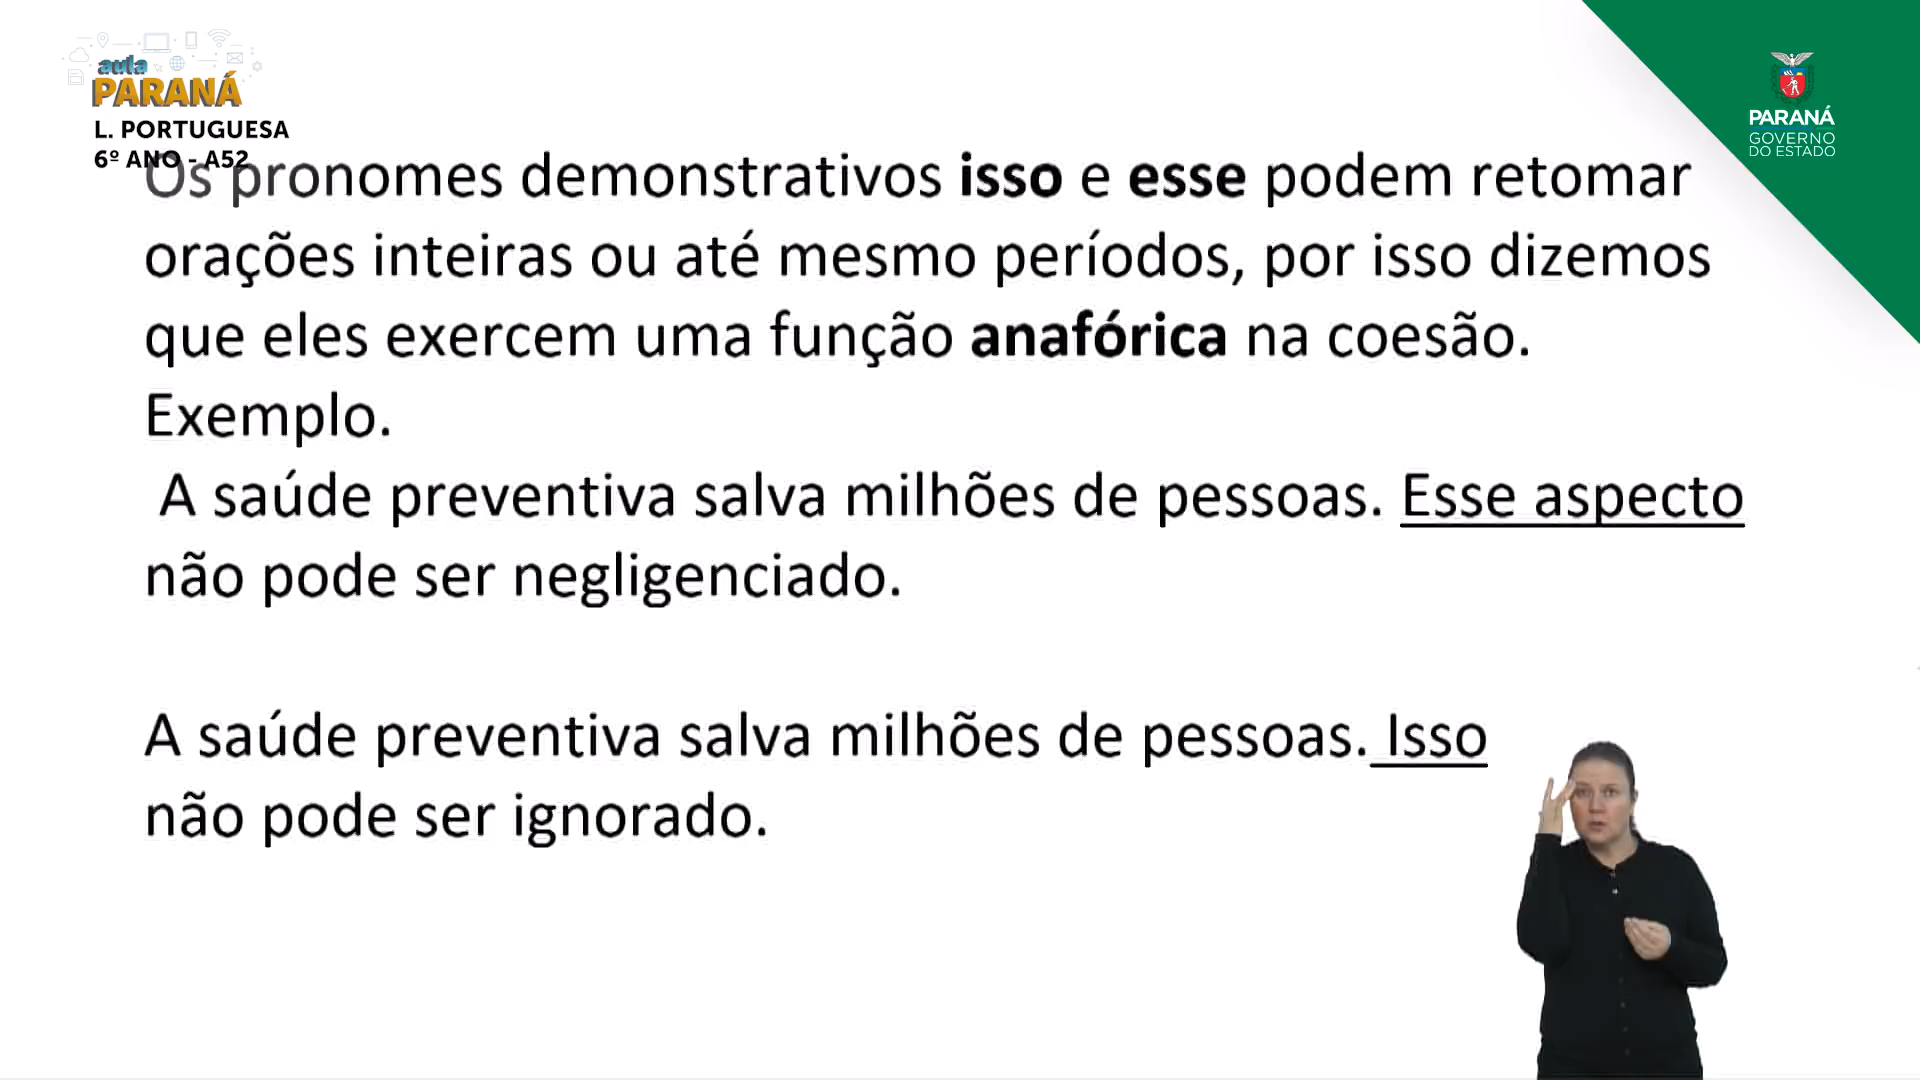 aula
PARANÁ
L. PORTUGUESA
6º ANO - A52
PARANÁ
GOVERNO
DO ESTADO
Os pronomes demonstrativos isso e esse podem retomar
orações inteiras ou até mesmo períodos, por isso dizemos
que eles exercem uma função anafórica na coesão.
Exemplo.
A saúde preventiva salva milhões de pessoas. Esse aspecto
não pode ser negligenciado.
A saúde preventiva salva milhões de pessoas. Isso
não pode ser ignorado.